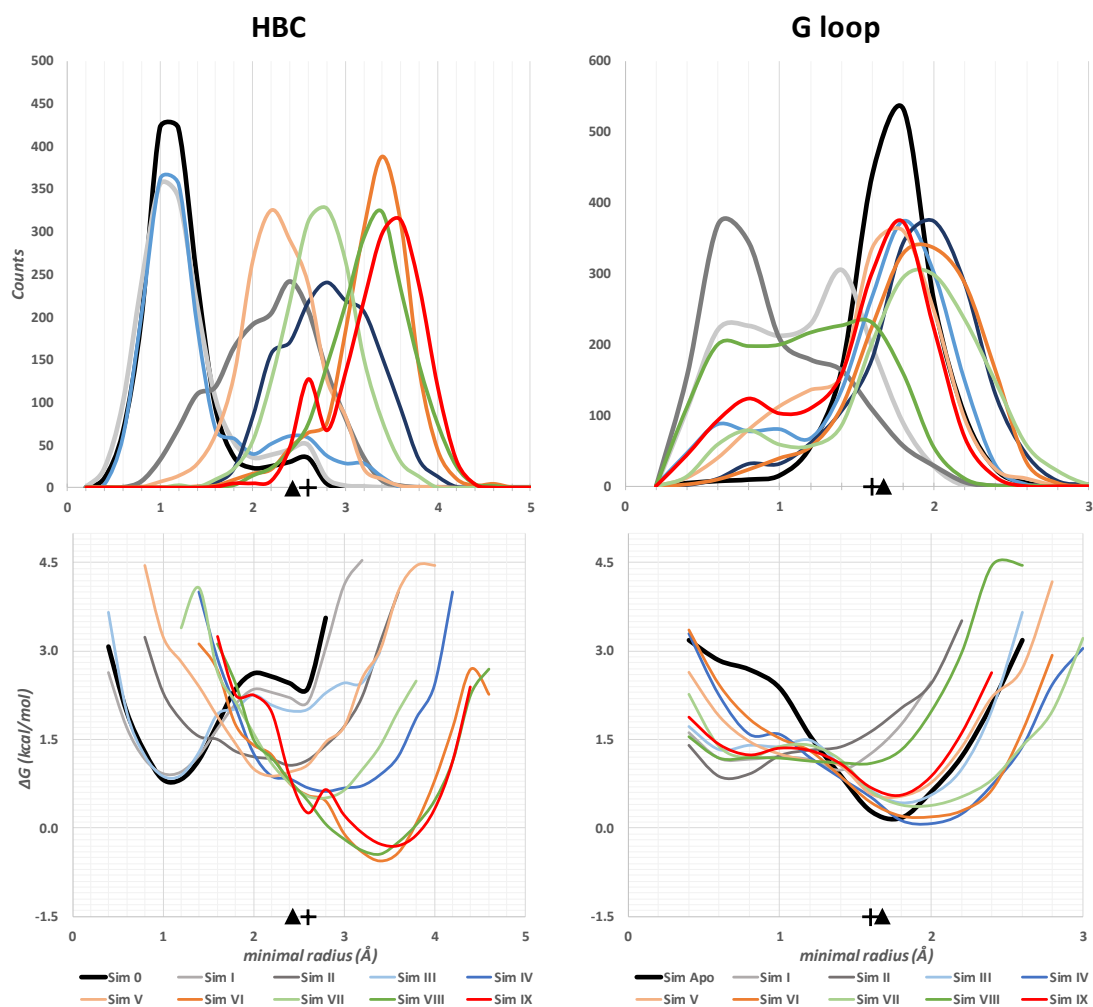 HBC
G loop
500
450
400
350
300
250
200
150
100
50
0
Counts
0 1 2 3 4 5
600
500
400
300
200
100
0
0 1 2 3
4.5
3.0
1.5
0.0
-1.5
ΔG (kcal/mol)
0 1 2 3 4 5
minimal radius (Å)
4.5
3.0
1.5
0.0
-1.5
0 1 2 3
minimal radius (Å)
Sim 0 Sim I Sim II Sim III Sim IV
Sim V Sim VI Sim VII Sim VIII Sim IX
Sim Apo Sim I Sim II Sim III Sim IV
Sim V Sim VI Sim VII Sim VIII Sim IX